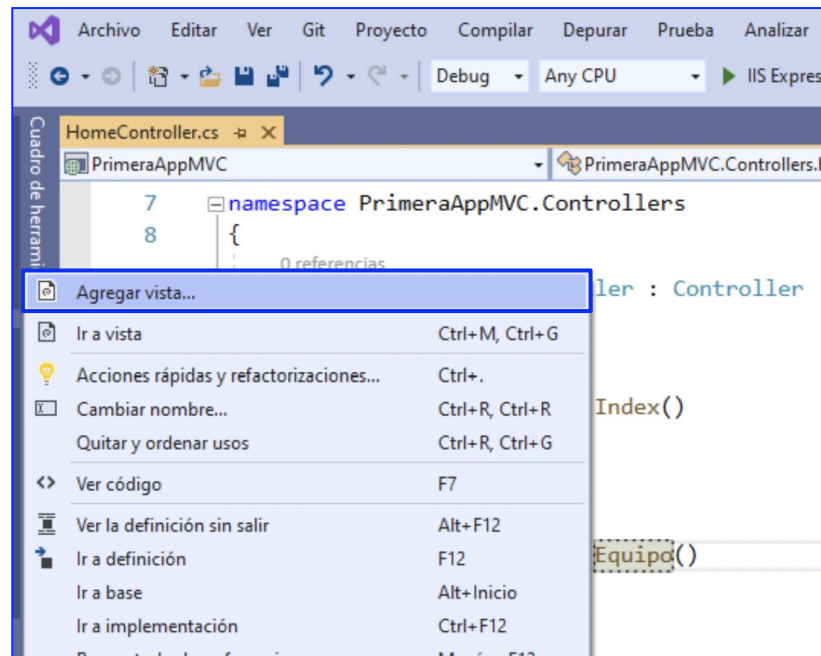 Archivo Editar Ver Git Proyecto Compilar Depurar Prueba Analizar
Debug Any CPU IIS Expres
Cuadro de herrami
HomeController.cs
PrimeraAppMVC PrimeraAppMVC.Controllers.
7 namespace PrimeraAppMVC.Controllers
8 {
0 referencias
Agregar vista... ler : Controller
Ir a vista Ctrl+M, Ctrl+G
Acciones rápidas y refactorizaciones... Ctrl+.
Cambiar nombre... Ctrl+R, Ctrl+R Index()
Quitar y ordenar usos Ctrl+R, Ctrl+G
Ver código F7
Ver la definición sin salir Alt+F12
Ir a definición F12 Equipo()
Ir a base Alt+Inicio
Ir a implementación Ctrl+F12